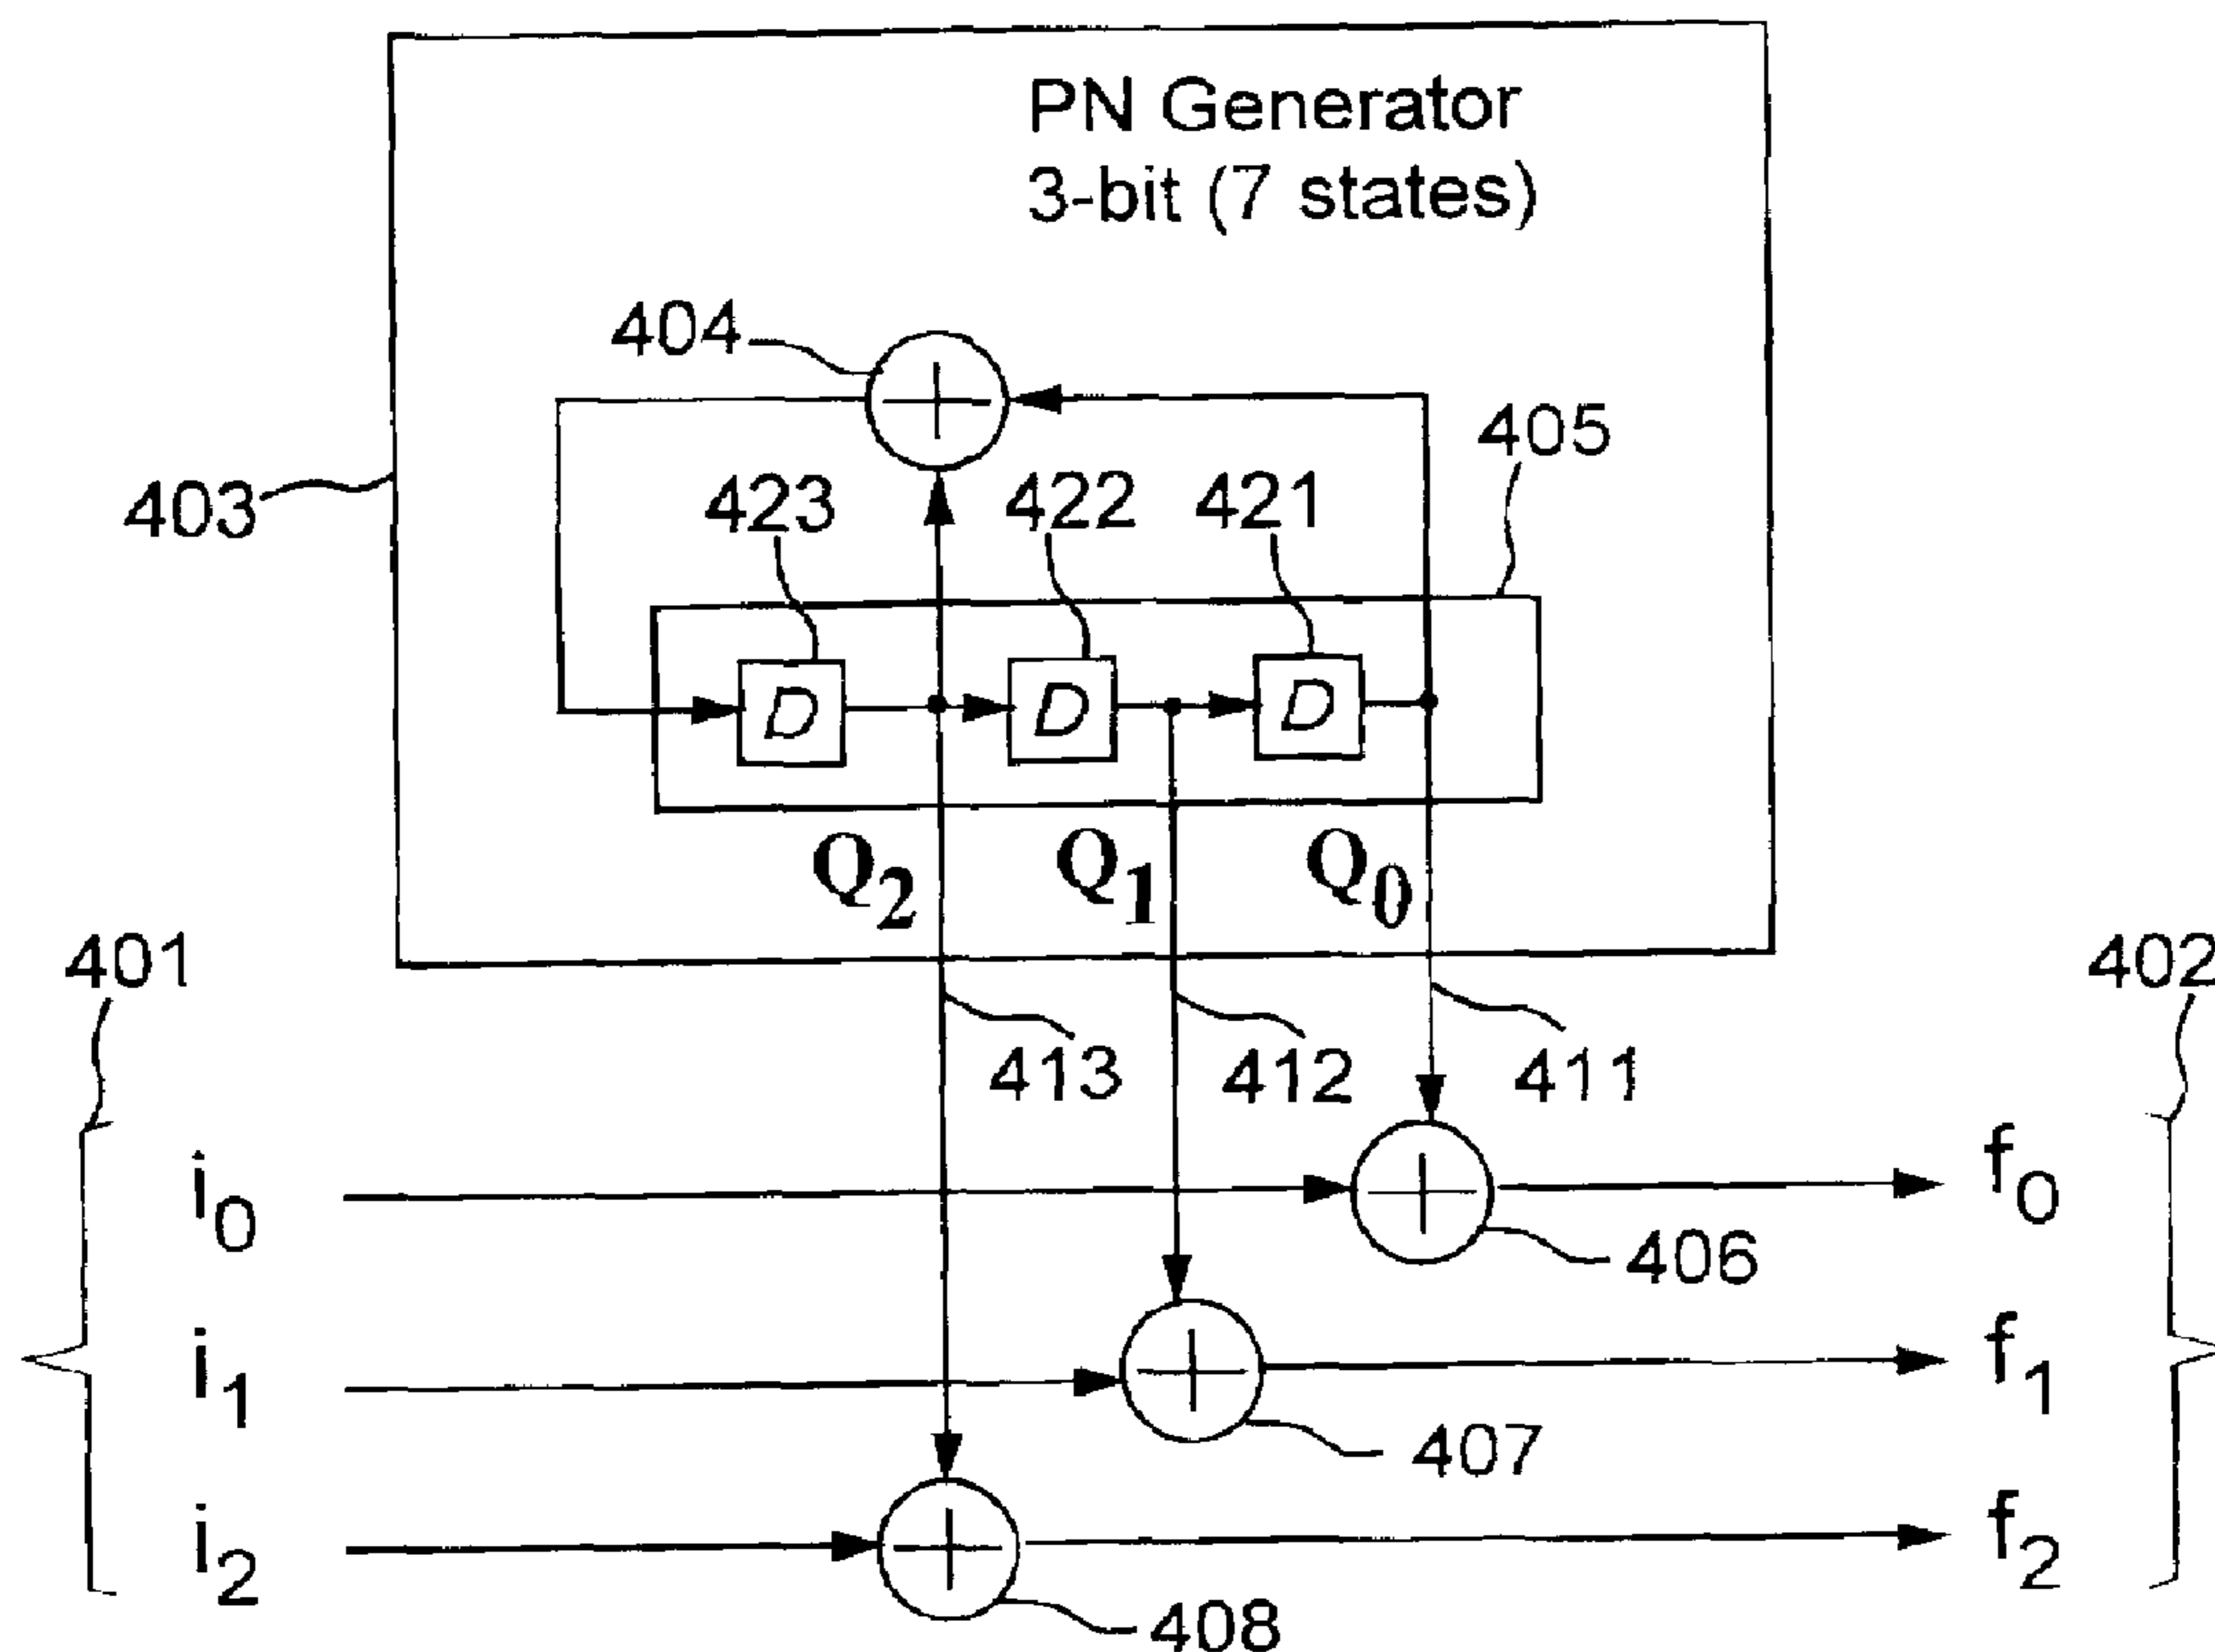 PN Generator
3-bit (7 states)
404
405
403
423
422
421
D
D
D
Q2
Q1
Q0
401
402
413
412
411
i0
f0
406
i1
f1
407
i2
f2
408